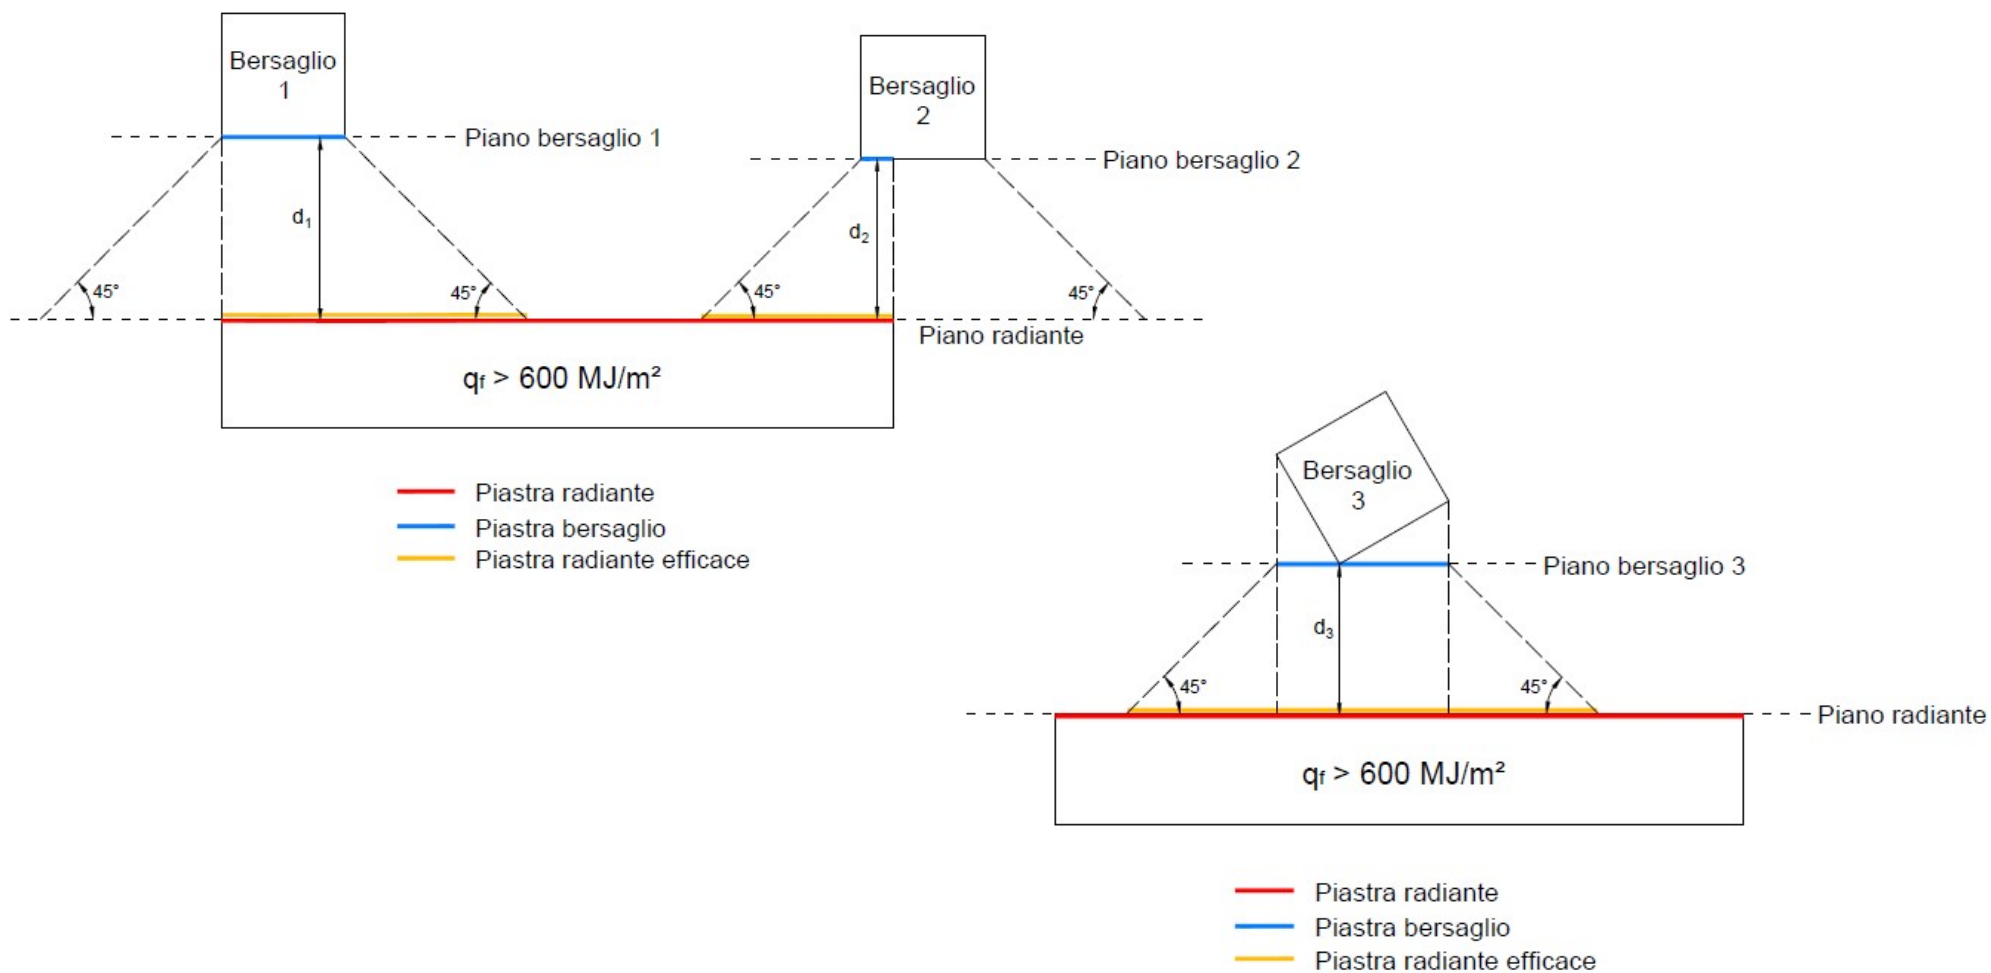 Bersaglio
1
Bersaglio
2
Piano bersaglio 1
Piano bersaglio 2
d₁
d₂
45°
45°
45°
45°
Piano radiante
qf > 600 MJ/m²
Piastra radiante
Piastra bersaglio
Piastra radiante efficace
Bersaglio
3
Piano bersaglio 3
d₃
45°
45°
Piano radiante
qf > 600 MJ/m²
Piastra radiante
Piastra bersaglio
Piastra radiante efficace